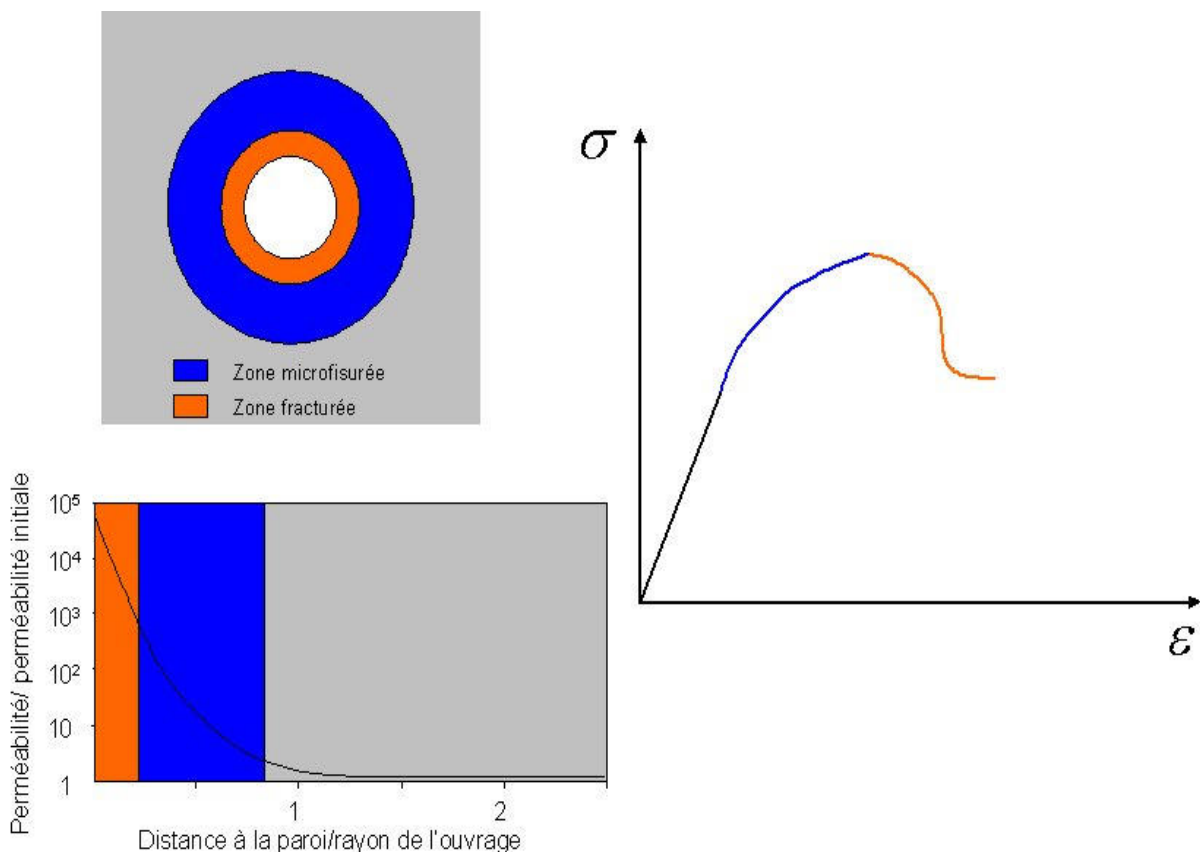 Zone microfisurée
Zone fracturée
σ
ε
Perméabilité/ perméabilité initiale
10⁵
10⁴
10³
10²
10
1
1
2
Distance à la paroi/rayon de l'ouvrage